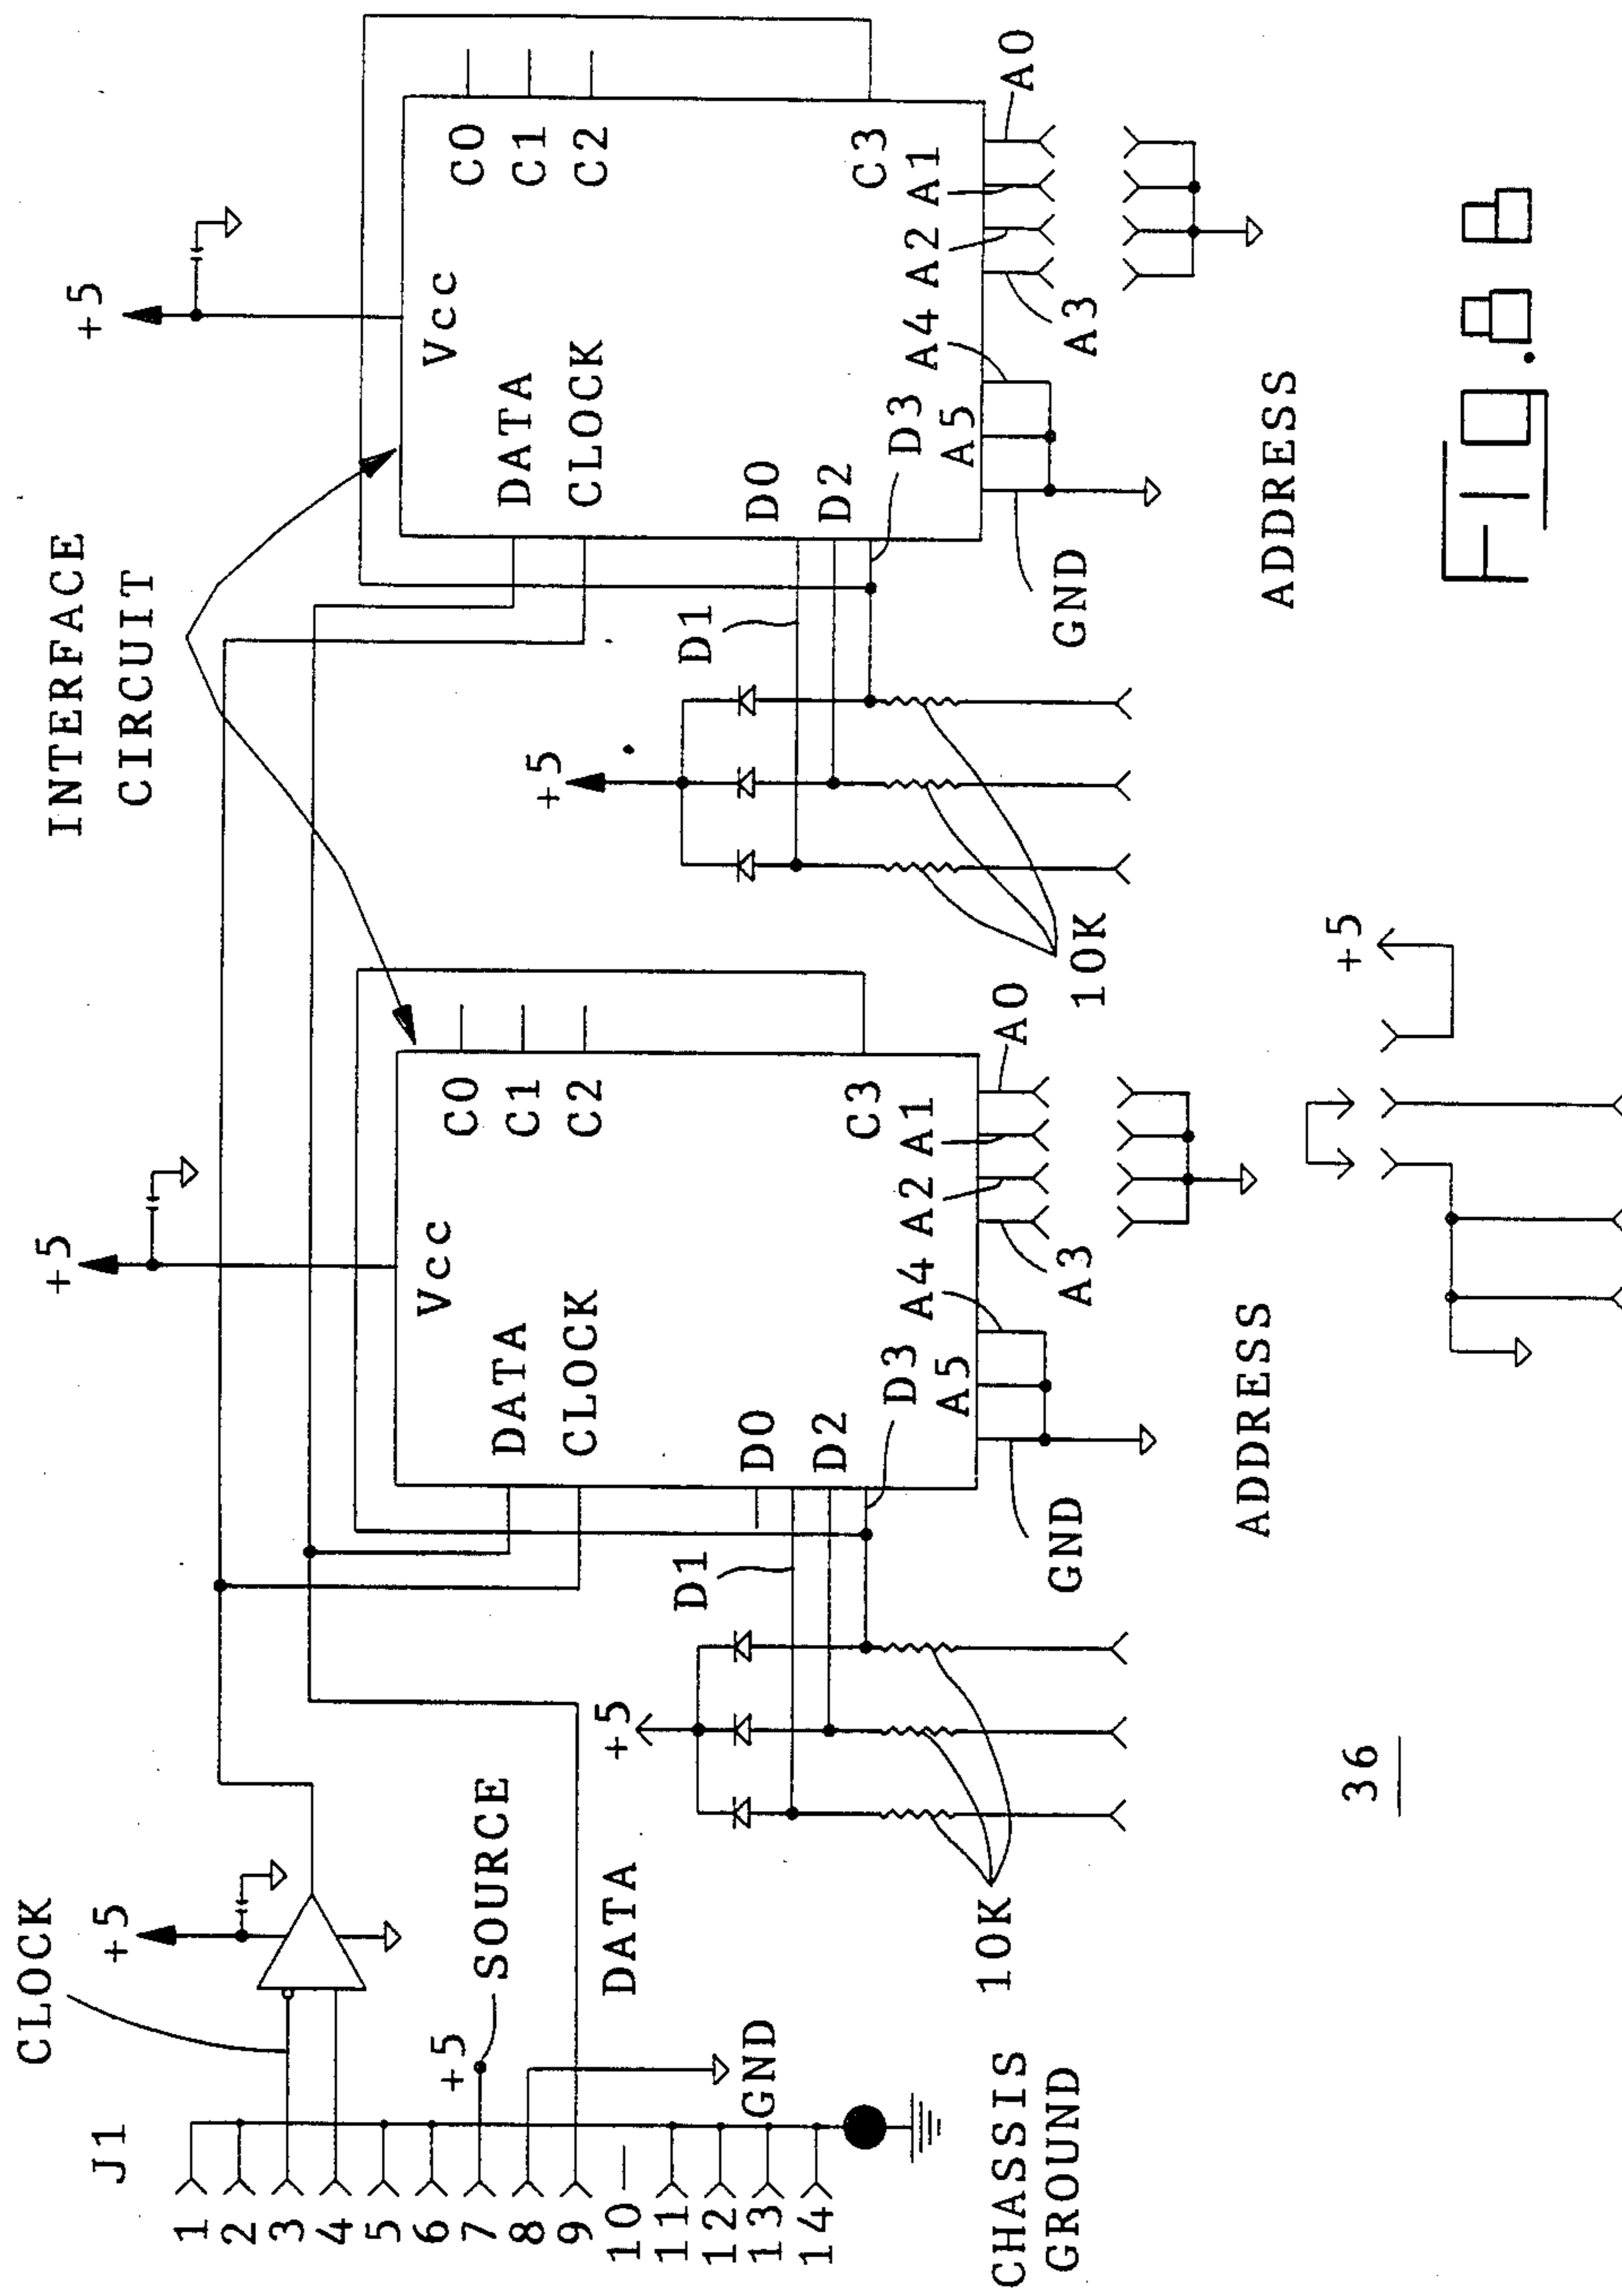 INTERFACE
CIRCUIT
CLOCK
+5
+5
+5
J1
1
2
3
4
5
6
7
8
9
10
11
12
13
14
+5
SOURCE
DATA
GND
CHASSIS
GROUND
Vcc
DATA
CLOCK
C0
C1
C2
C3
D0
D1
D2
D3
A5
A4
A3
A2
A1
A0
GND
+5
10K
ADDRESS
Vcc
DATA
CLOCK
C0
C1
C2
C3
D0
D1
D2
D3
A5
A4
A3
A2
A1
A0
GND
+5
10K
ADDRESS
+5
36
FIG. 8B